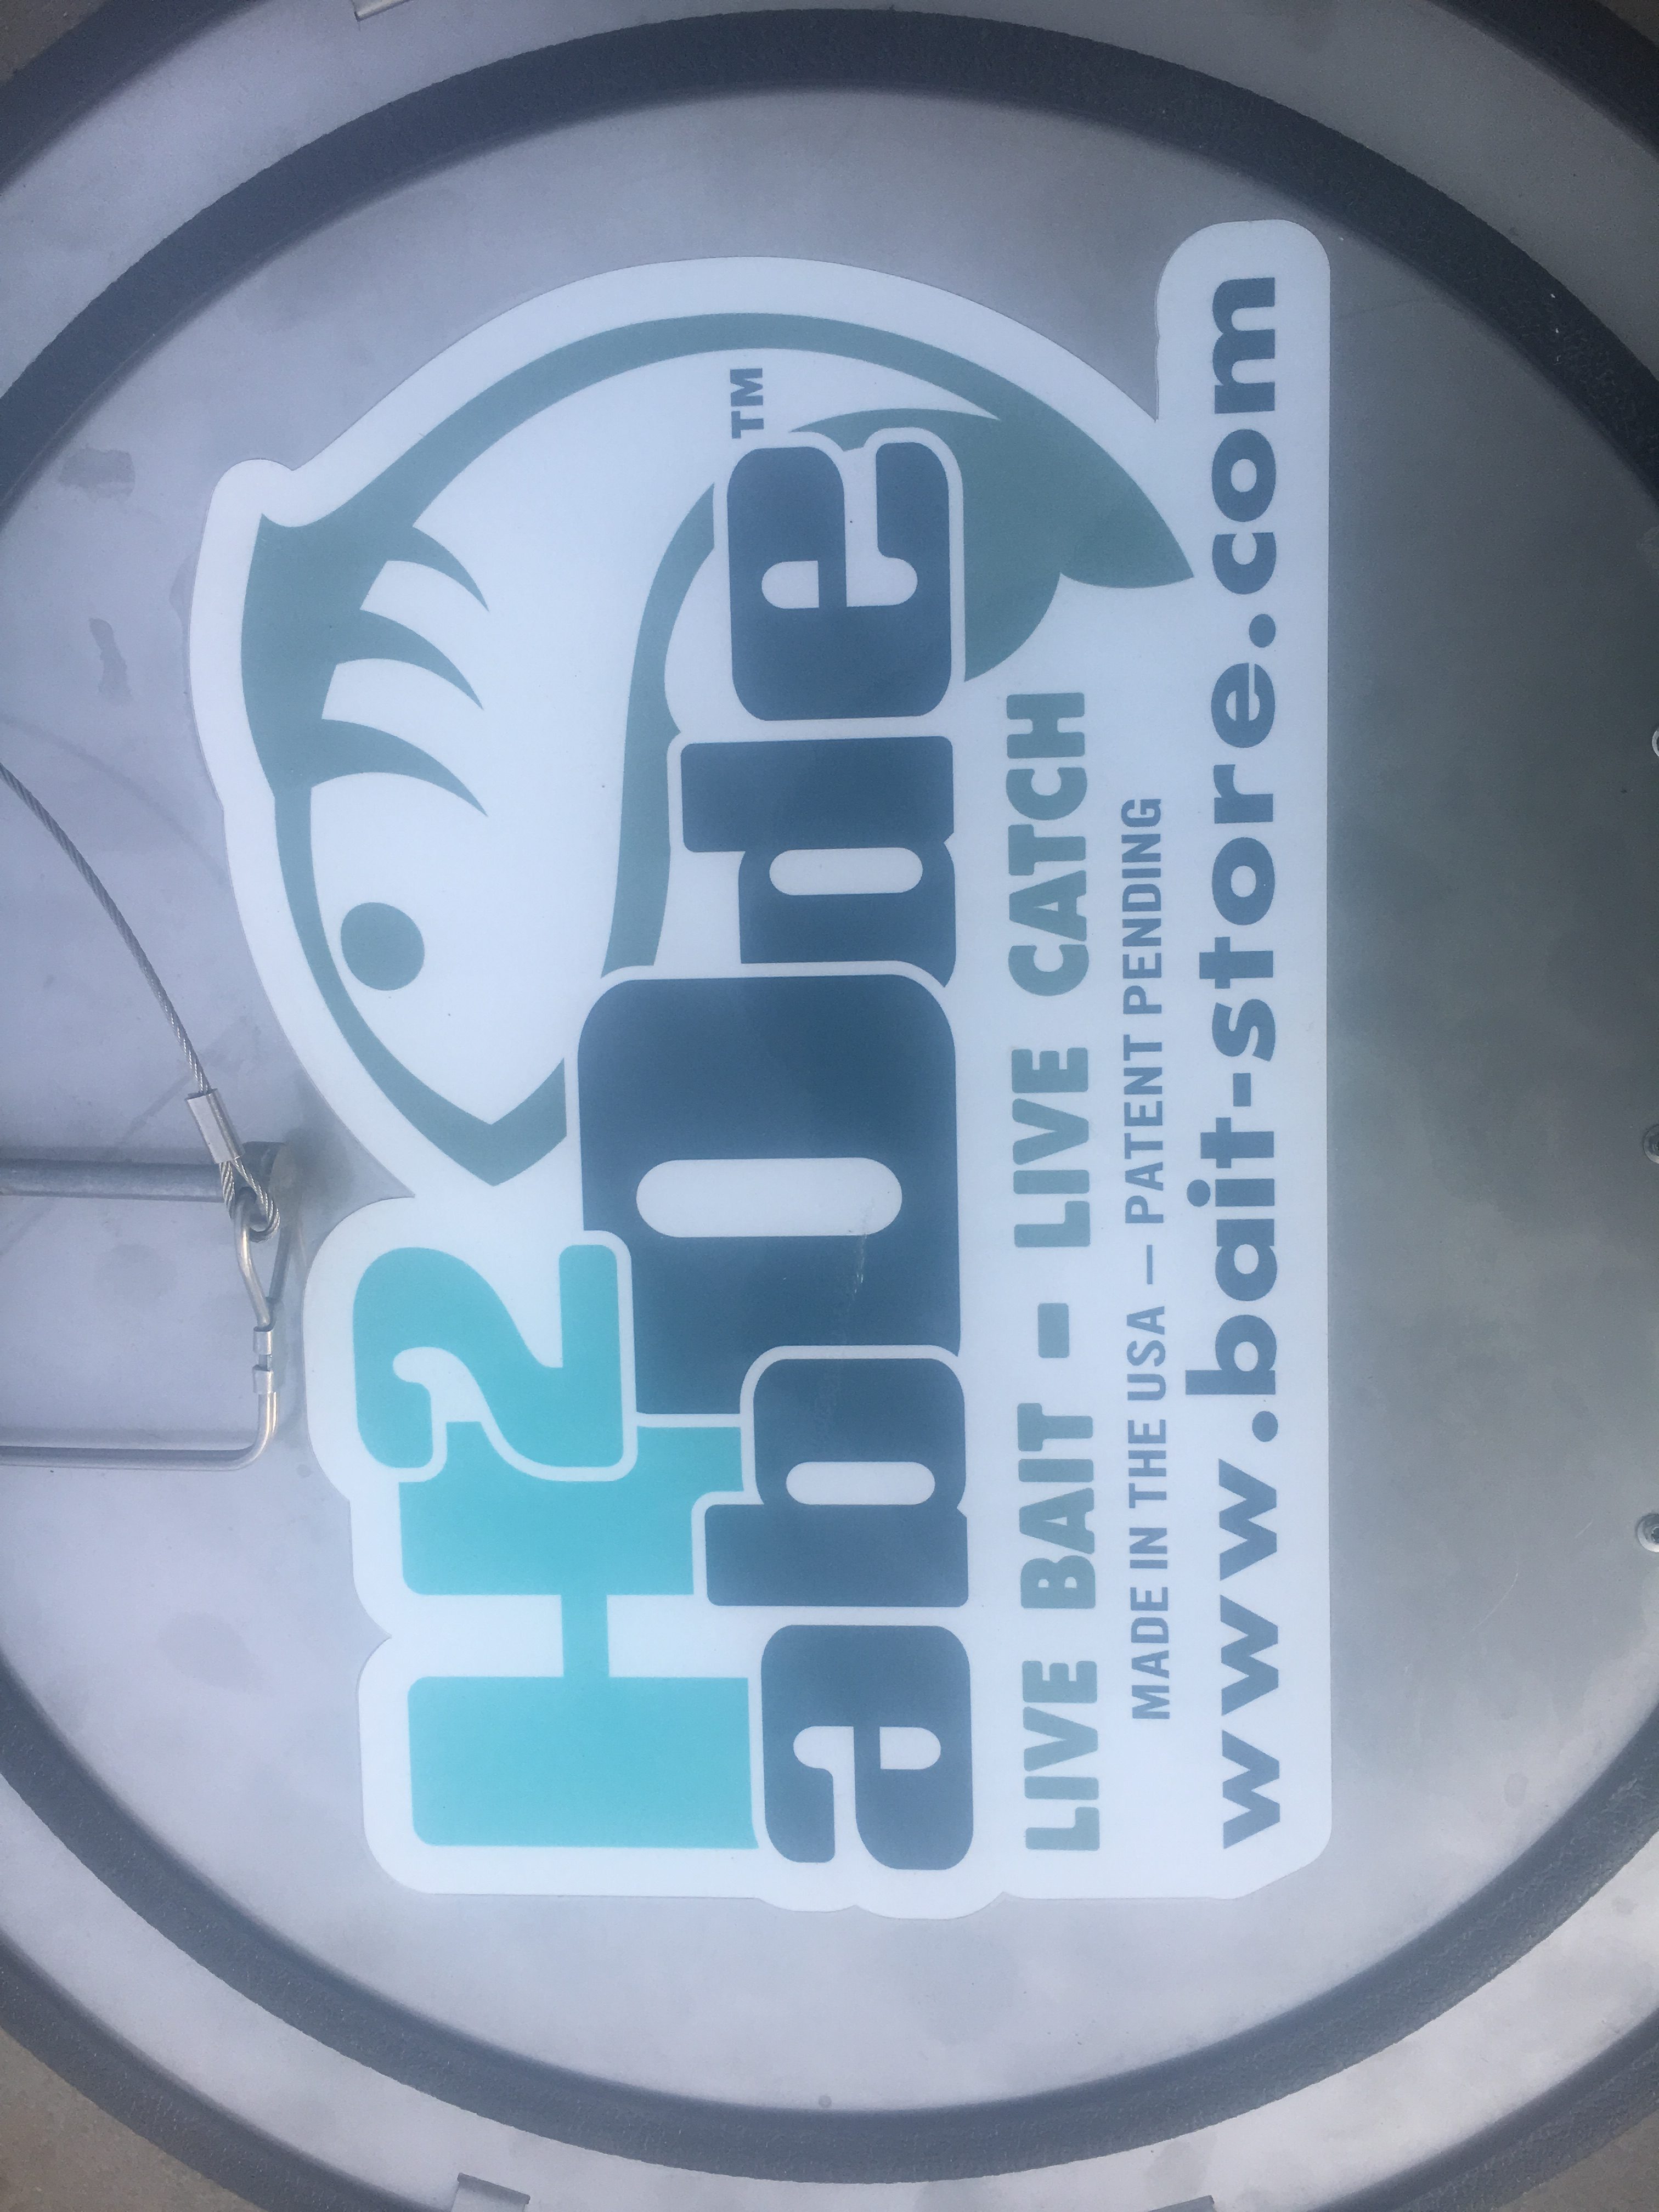 H2
abOde™
LIVE BAIT - LIVE CATCH
MADE IN THE USA – PATENT PENDING
www.bait-store.com